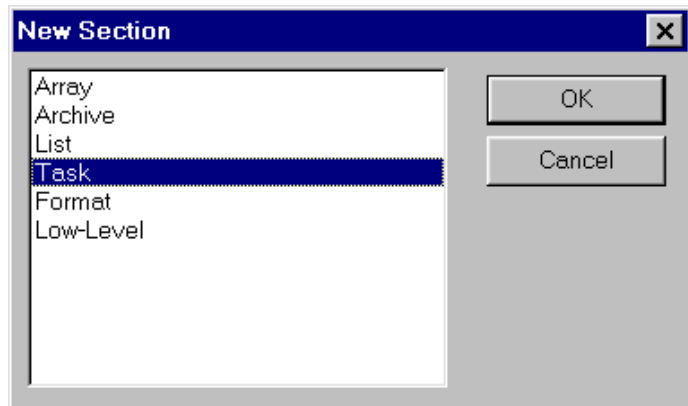 New Section
Array
Archive
List
Task
Format
Low-Level
OK
Cancel